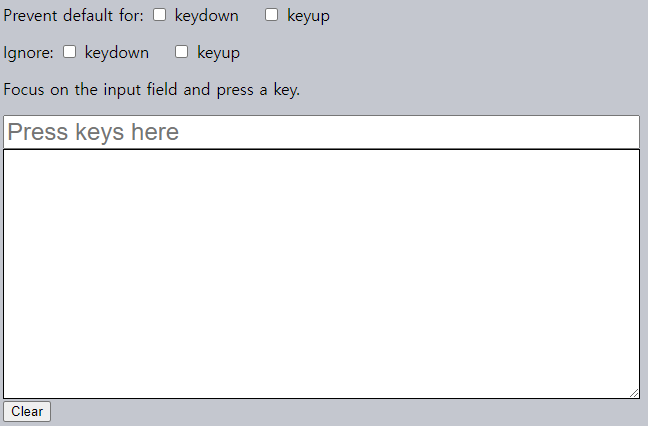 Prevent default for: keydown keyup
Ignore: keydown keyup
Focus on the input field and press a key.
Press keys here
Clear